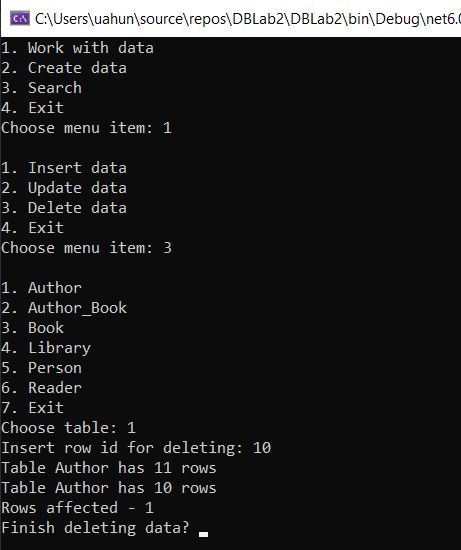 C:\Users\uahun\source\repos\DBLab2\DBLab2\bin\Debug\net6.0
1. Work with data
2. Create data
3. Search
4. Exit
Choose menu item: 1
1. Insert data
2. Update data
3. Delete data
4. Exit
Choose menu item: 3
1. Author
2. Author_Book
3. Book
4. Library
5. Person
6. Reader
7. Exit
Choose table: 1
Insert row id for deleting: 10
Table Author has 11 rows
Table Author has 10 rows
Rows affected - 1
Finish deleting data?